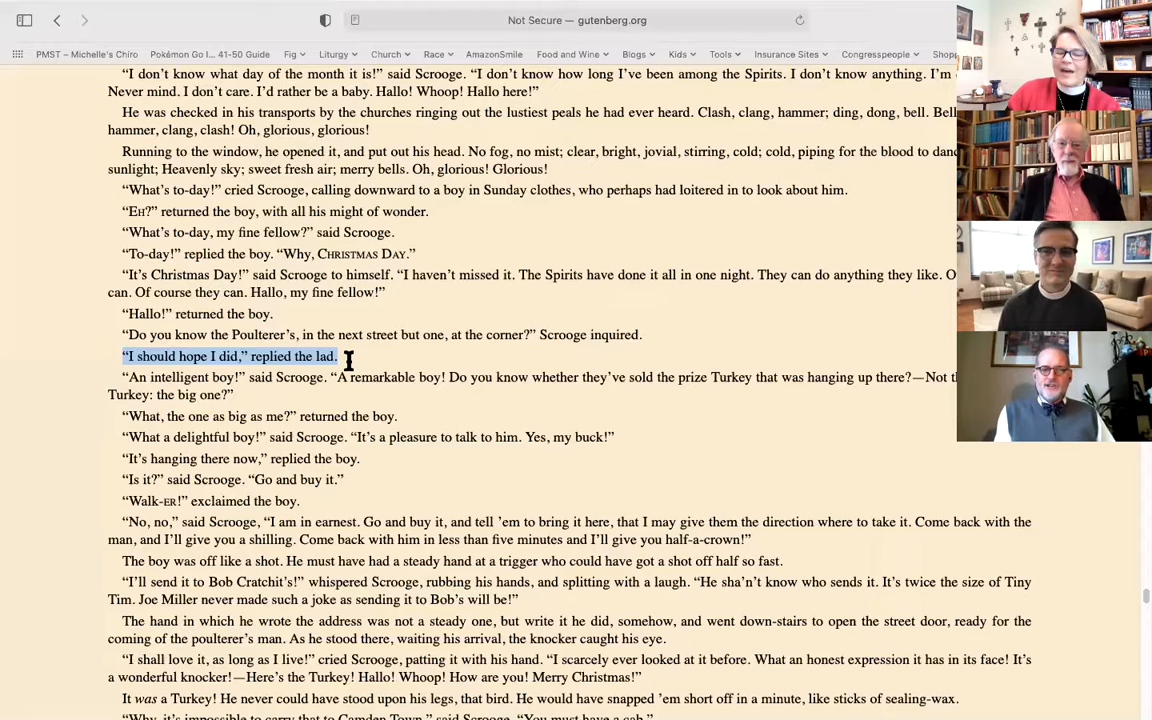 Not Secure — gutenberg.org
PMST – Michelle's Chiro Pokémon Go I... 41-50 Guide Fig Liturgy Church Race AmazonSmile Food and Wine Blogs Kids Tools Insurance Sites Congresspeople
“I don’t know what day of the month it is!” said Scrooge. “I don’t know how long I’ve been among the Spirits. I don’t know anything. I’m
Never mind. I don’t care. I’d rather be a baby. Hallo! Whoop! Hallo here!”
He was checked in his transports by the churches ringing out the lustiest peals he had ever heard. Clash, clang, hammer; ding, dong, bell.
hammer, clang, clash! Oh, glorious, glorious!
Running to the window, he opened it, and put out his head. No fog, no mist; clear, bright, jovial, stirring, cold; cold, piping for the blood to
sunlight; Heavenly sky; sweet fresh air; merry bells. Oh, glorious! Glorious!
“What’s to-day!” cried Scrooge, calling downward to a boy in Sunday clothes, who perhaps had loitered in to look about him.
“EH?” returned the boy, with all his might of wonder.
“What’s to-day, my fine fellow?” said Scrooge.
“To-day!” replied the boy. “Why, CHRISTMAS DAY.”
“It’s Christmas Day!” said Scrooge to himself. “I haven’t missed it. The Spirits have done it all in one night. They can do anything they like.
can. Of course they can. Hallo, my fine fellow!”
“Hallo!” returned the boy.
“Do you know the Poulterer’s, in the next street but one, at the corner?” Scrooge inquired.
“I should hope I did,” replied the lad.
“An intelligent boy!” said Scrooge. “A remarkable boy! Do you know whether they’ve sold the prize Turkey that was hanging up there?—Not
Turkey: the big one?”
“What, the one as big as me?” returned the boy.
“What a delightful boy!” said Scrooge. “It’s a pleasure to talk to him. Yes, my buck!”
“It’s hanging there now,” replied the boy.
“Is it?” said Scrooge. “Go and buy it.”
“Walk-ER!” exclaimed the boy.
“No, no,” said Scrooge, “I am in earnest. Go and buy it, and tell ’em to bring it here, that I may give them the direction where to take it. Come back with the
man, and I’ll give you a shilling. Come back with him in less than five minutes and I’ll give you half-a-crown!”
The boy was off like a shot. He must have had a steady hand at a trigger who could have got a shot off half so fast.
“I’ll send it to Bob Cratchit’s!” whispered Scrooge, rubbing his hands, and splitting with a laugh. “He sha’n’t know who sends it. It’s twice the size of Tiny
Tim. Joe Miller never made such a joke as sending it to Bob’s will be!”
The hand in which he wrote the address was not a steady one, but write it he did, somehow, and went down-stairs to open the street door, ready for the
coming of the poulterer’s man. As he stood there, waiting his arrival, the knocker caught his eye.
“I shall love it, as long as I live!” cried Scrooge, patting it with his hand. “I scarcely ever looked at it before. What an honest expression it has in its face! It’s
a wonderful knocker!—Here’s the Turkey! Hallo! Whoop! How are you! Merry Christmas!”
It was a Turkey! He never could have stood upon his legs, that bird. He would have snapped ’em short off in a minute, like sticks of sealing-wax.
“Why, it’s impossible to carry that to Camden Town,” said Scrooge. “You must have a cab.”